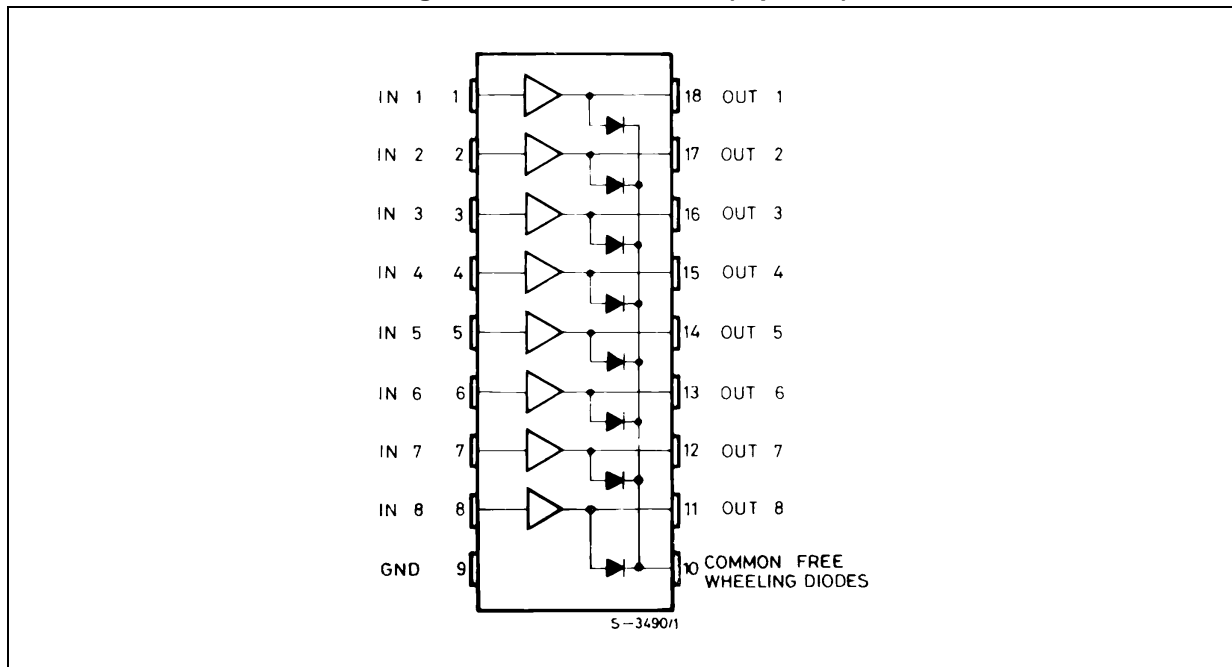 IN 1 1 18 OUT 1
IN 2 2 17 OUT 2
IN 3 3 16 OUT 3
IN 4 4 15 OUT 4
IN 5 5 14 OUT 5
IN 6 6 13 OUT 6
IN 7 7 12 OUT 7
IN 8 8 11 OUT 8
GND 9 10 COMMON FREE
WHEELING DIODES
S-3490/1